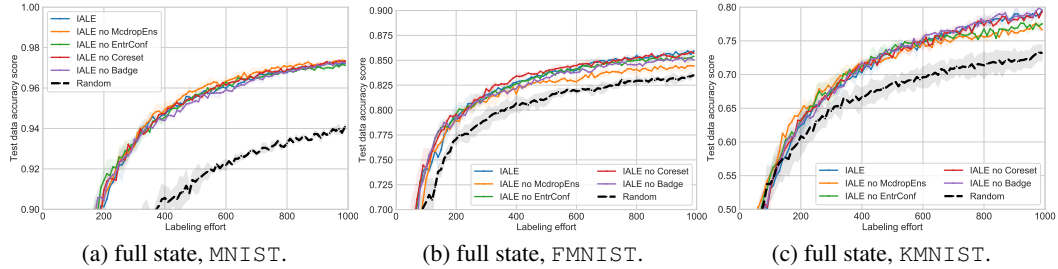 1.00
0.98
0.96
0.94
0.92
0.90
Test data accuracy score
IALE
IALE no McdropEns
IALE no EntrConf
IALE no Coreset
IALE no Badge
Random
200 400 600 800 1000
Labeling effort
(a) full state, MNIST.
0.900
0.875
0.850
0.825
0.800
0.775
0.750
0.725
0.700
Test data accuracy score
IALE
IALE no McdropEns
IALE no EntrConf
IALE no Coreset
IALE no Badge
Random
0 200 400 600 800 1000
Labeling effort
(b) full state, FMNIST.
0.80
0.75
0.70
0.65
0.60
0.55
0.50
Test data accuracy score
IALE
IALE no McdropEns
IALE no EntrConf
IALE no Coreset
IALE no Badge
Random
0 200 400 600 800 1000
Labeling effort
(c) full state, KMNIST.